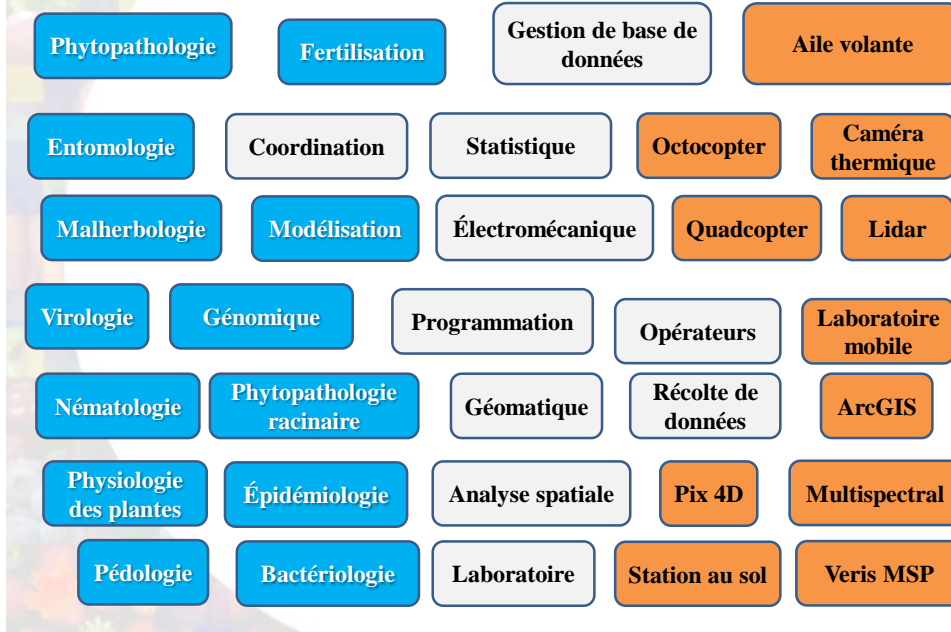 Phytopathologie
Fertilisation
Gestion de base de
données
Aile volante
Entomologie
Coordination
Statistique
Octocopter
Caméra
thermique
Malherbologie
Modélisation
Électromécanique
Quadcopter
Lidar
Virologie
Génomique
Programmation
Opérateurs
Laboratoire
mobile
Nématologie
Phytopathologie
racinaire
Géomatique
Récolte de
données
ArcGIS
Physiologie
des plantes
Épidémiologie
Analyse spatiale
Pix 4D
Multispectral
Pédologie
Bactériologie
Laboratoire
Station au sol
Veris MSP